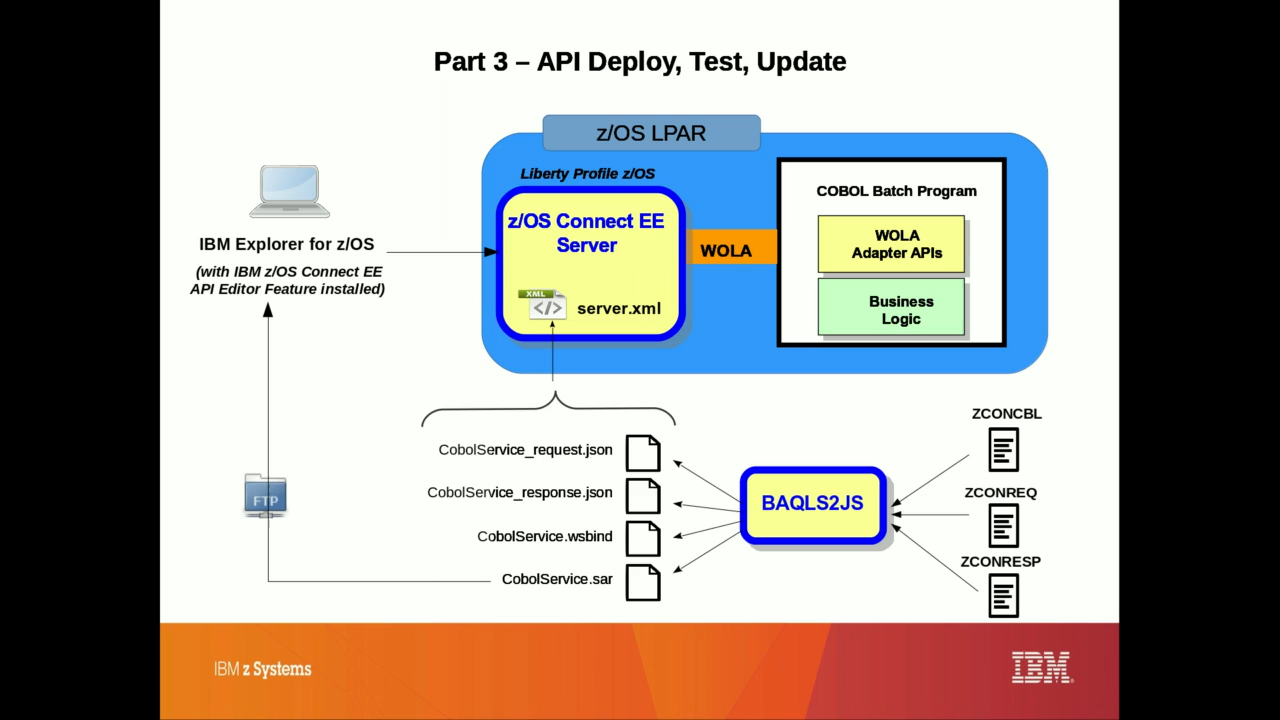 Part 3 – API Deploy, Test, Update
z/OS LPAR
Liberty Profile z/OS
z/OS Connect EE
Server
XML
</>
server.xml
WOLA
COBOL Batch Program
WOLA
Adapter APIs
Business
Logic
IBM Explorer for z/OS
(with IBM z/OS Connect EE
API Editor Feature installed)
FTP
CobolService_request.json
CobolService_response.json
CobolService.wsbind
CobolService.sar
BAQLS2JS
ZCONCBL
ZCONREQ
ZCONRESP
IBM z Systems
IBM®